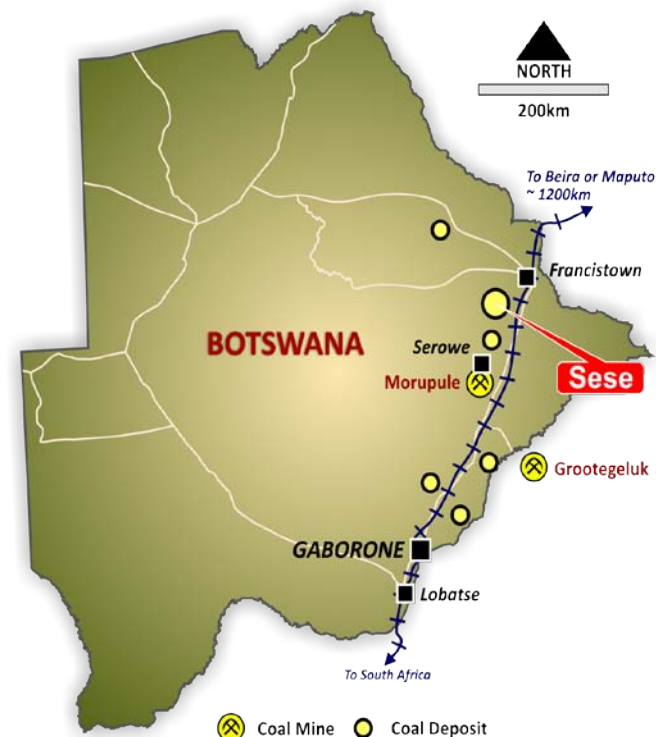 NORTH
200km
To Beira or Maputo
~ 1200km
Francistown
BOTSWANA
Serowe
Sese
Morupule
Grootegeluk
GABORONE
Lobatse
To South Africa
Coal Mine
Coal Deposit